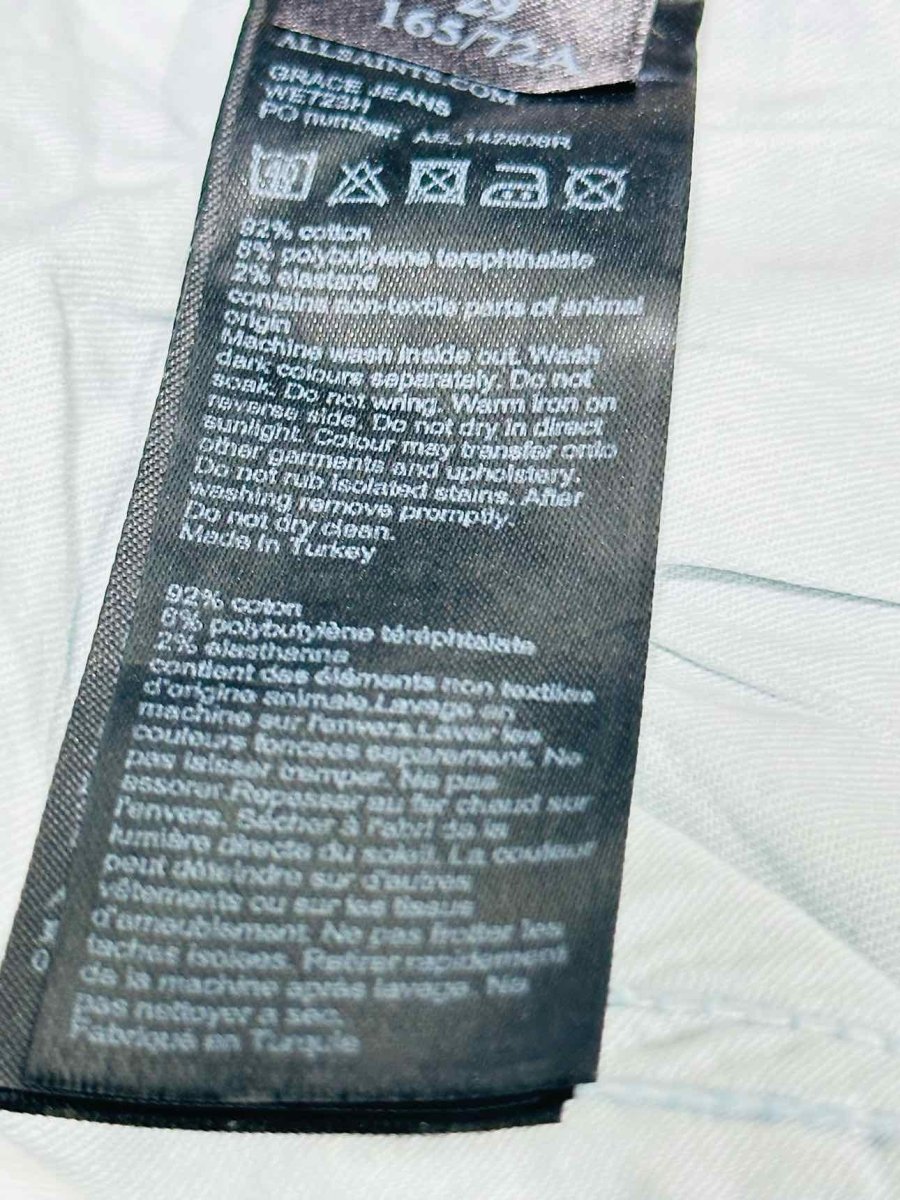 29
165/72A
ALLSAINTS.COM
GRACE JEANS
WE723H
PO number: AS_142808R
40
92% cotton
6% polybutylene terephthalate
2% elastane
contains non-textile parts of animal
origin
Machine wash inside out. Wash
dark colours separately. Do not
soak. Do not wring. Warm iron on
reverse side. Do not dry in direct
sunlight. Colour may transfer onto
other garments and upholstery.
Do not rub isolated stains. After
washing remove promptly.
Do not dry clean.
Made in Turkey
92% coton
6% polybutylène téréphtalate
2% élasthanne
contient des éléments non textiles
d'origine animale.Lavage en
machine sur l'envers.Laver les
couleurs foncées séparément. Ne
pas laisser tremper. Ne pas
essorer.Repasser au fer chaud sur
l'envers. Sécher à l'abri de la
lumière directe du soleil. La couleur
peut déteindre sur d'autres
vêtements ou sur les tissus
d'ameublement. Ne pas frotter les
taches isolées. Retirer rapidement
de la machine après lavage. Ne
pas nettoyer à sec.
Fabriqué en Turquie